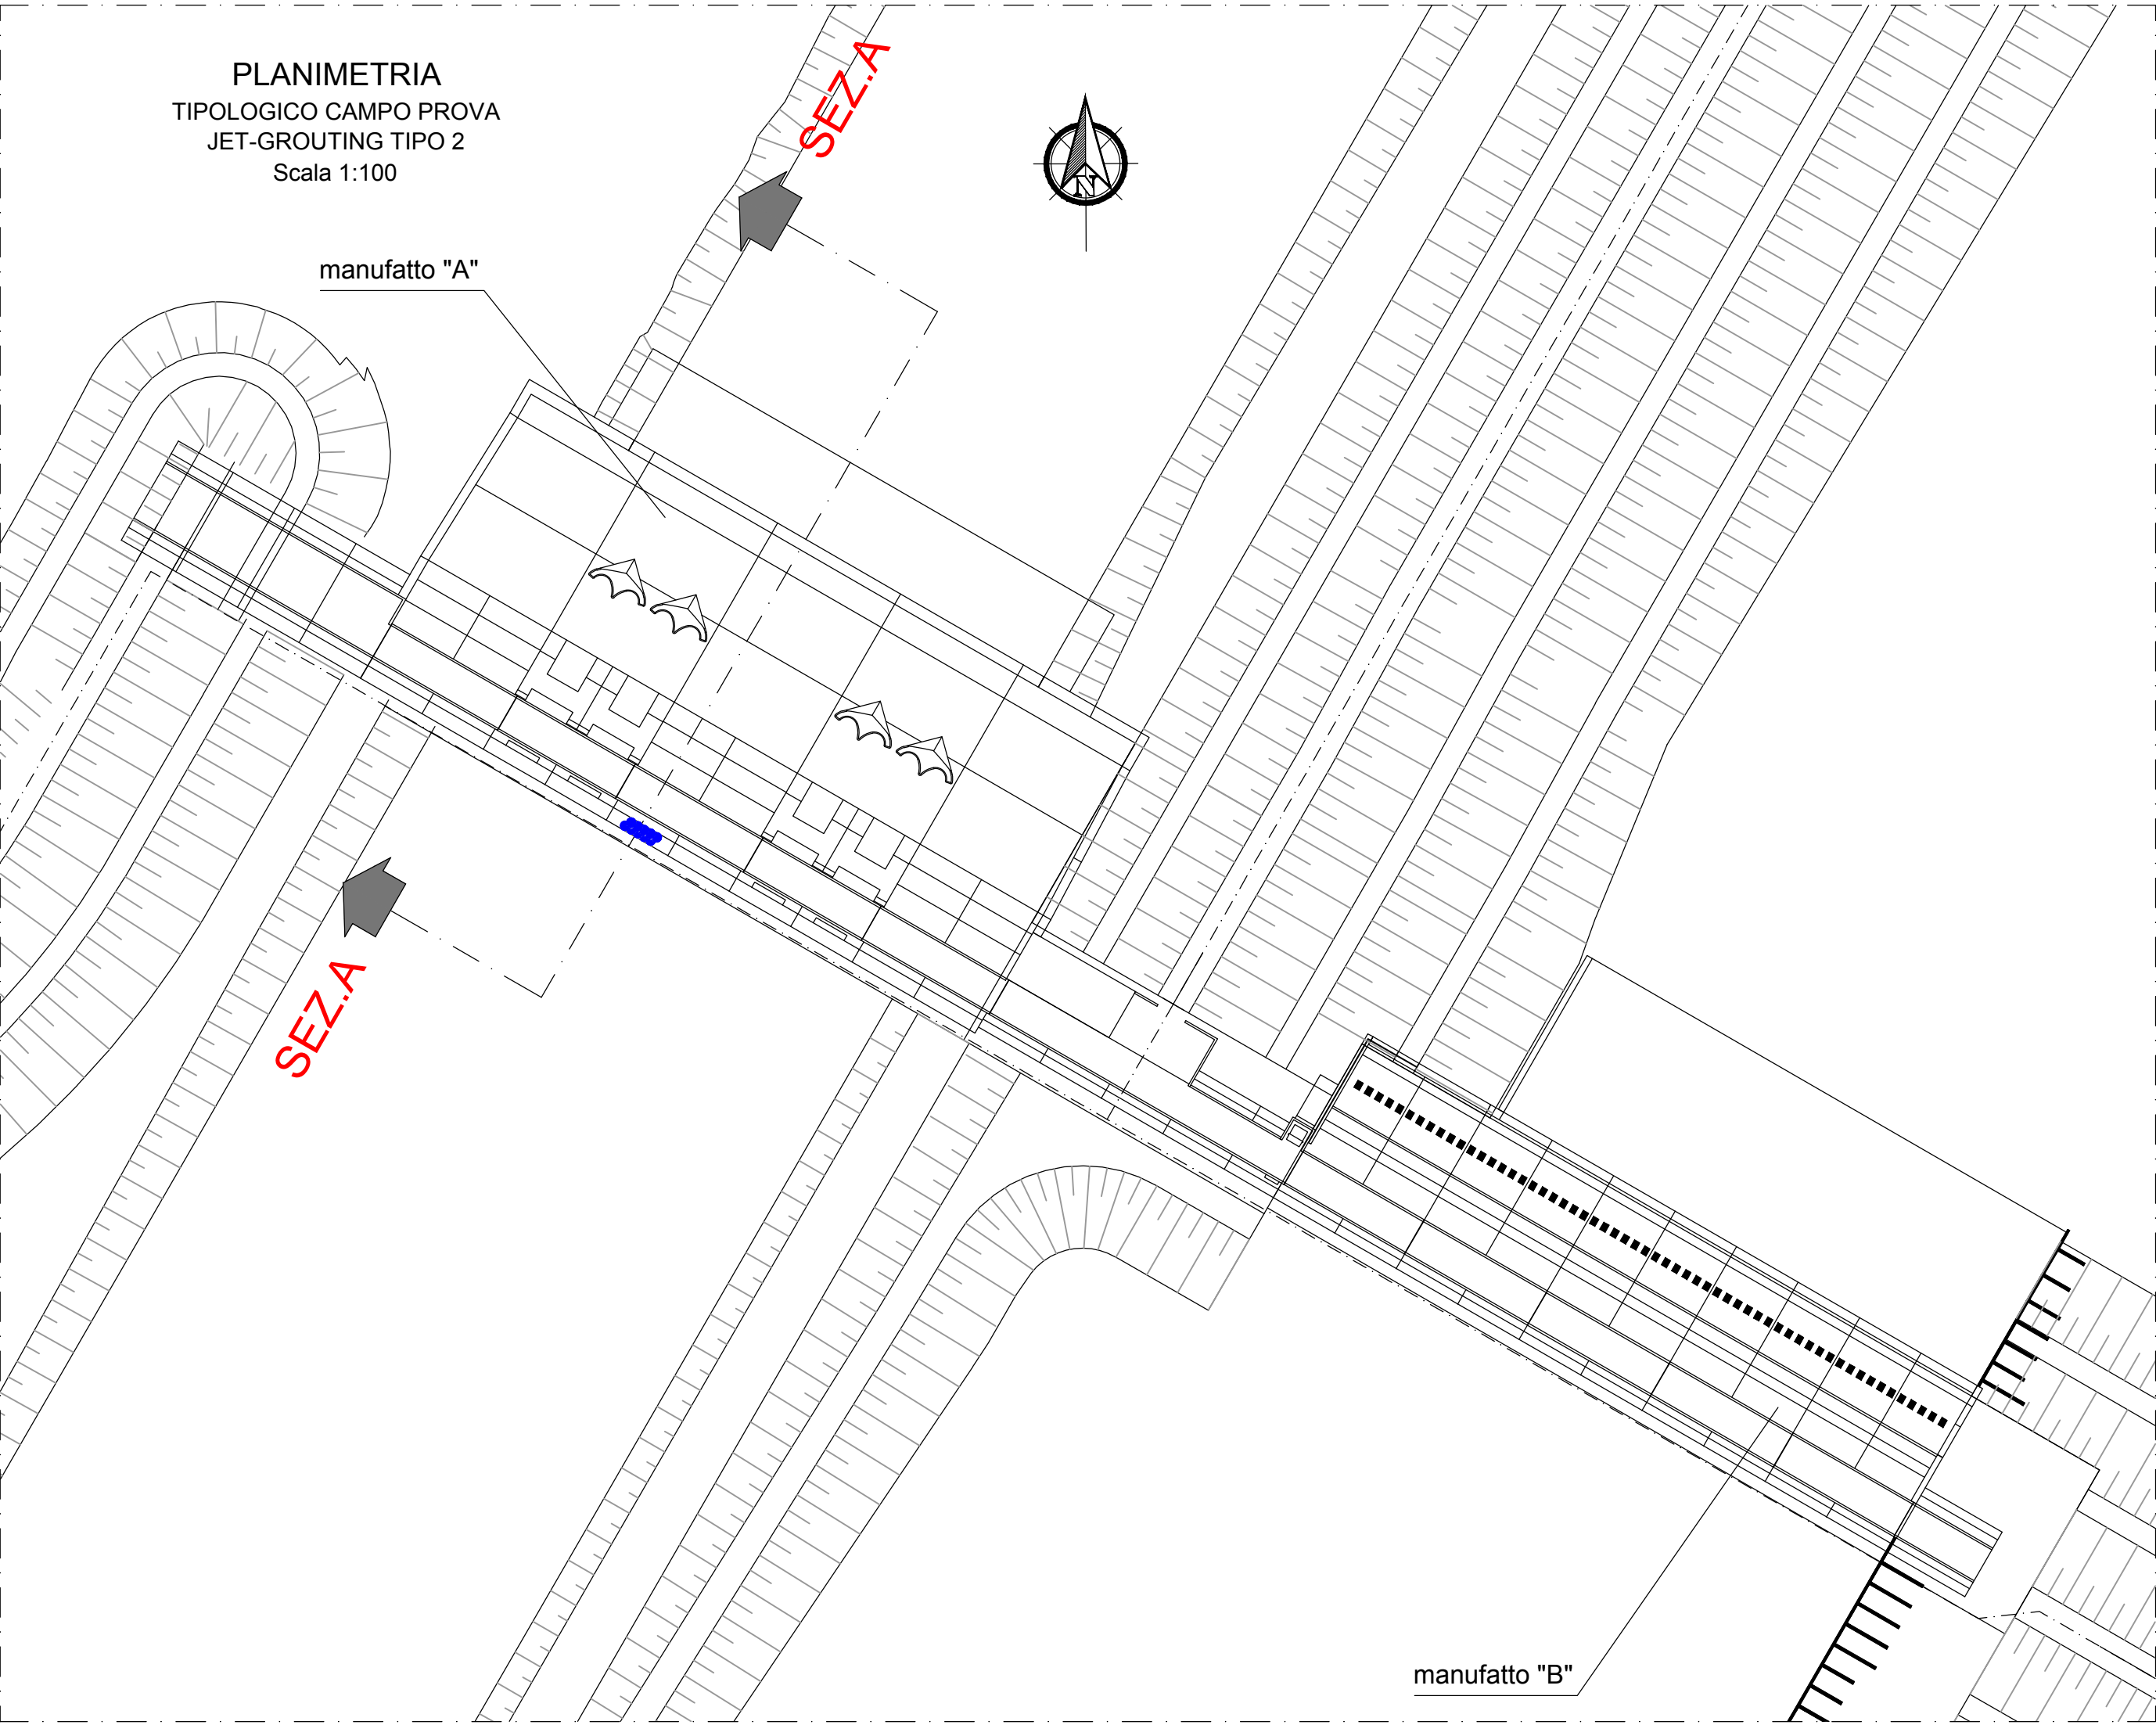 PLANIMETRIA
TIPOLOGICO CAMPO PROVA
JET-GROUTING TIPO 2
Scala 1:100
SEZ.A
N
manufatto "A"
SEZ.A
manufatto "B"